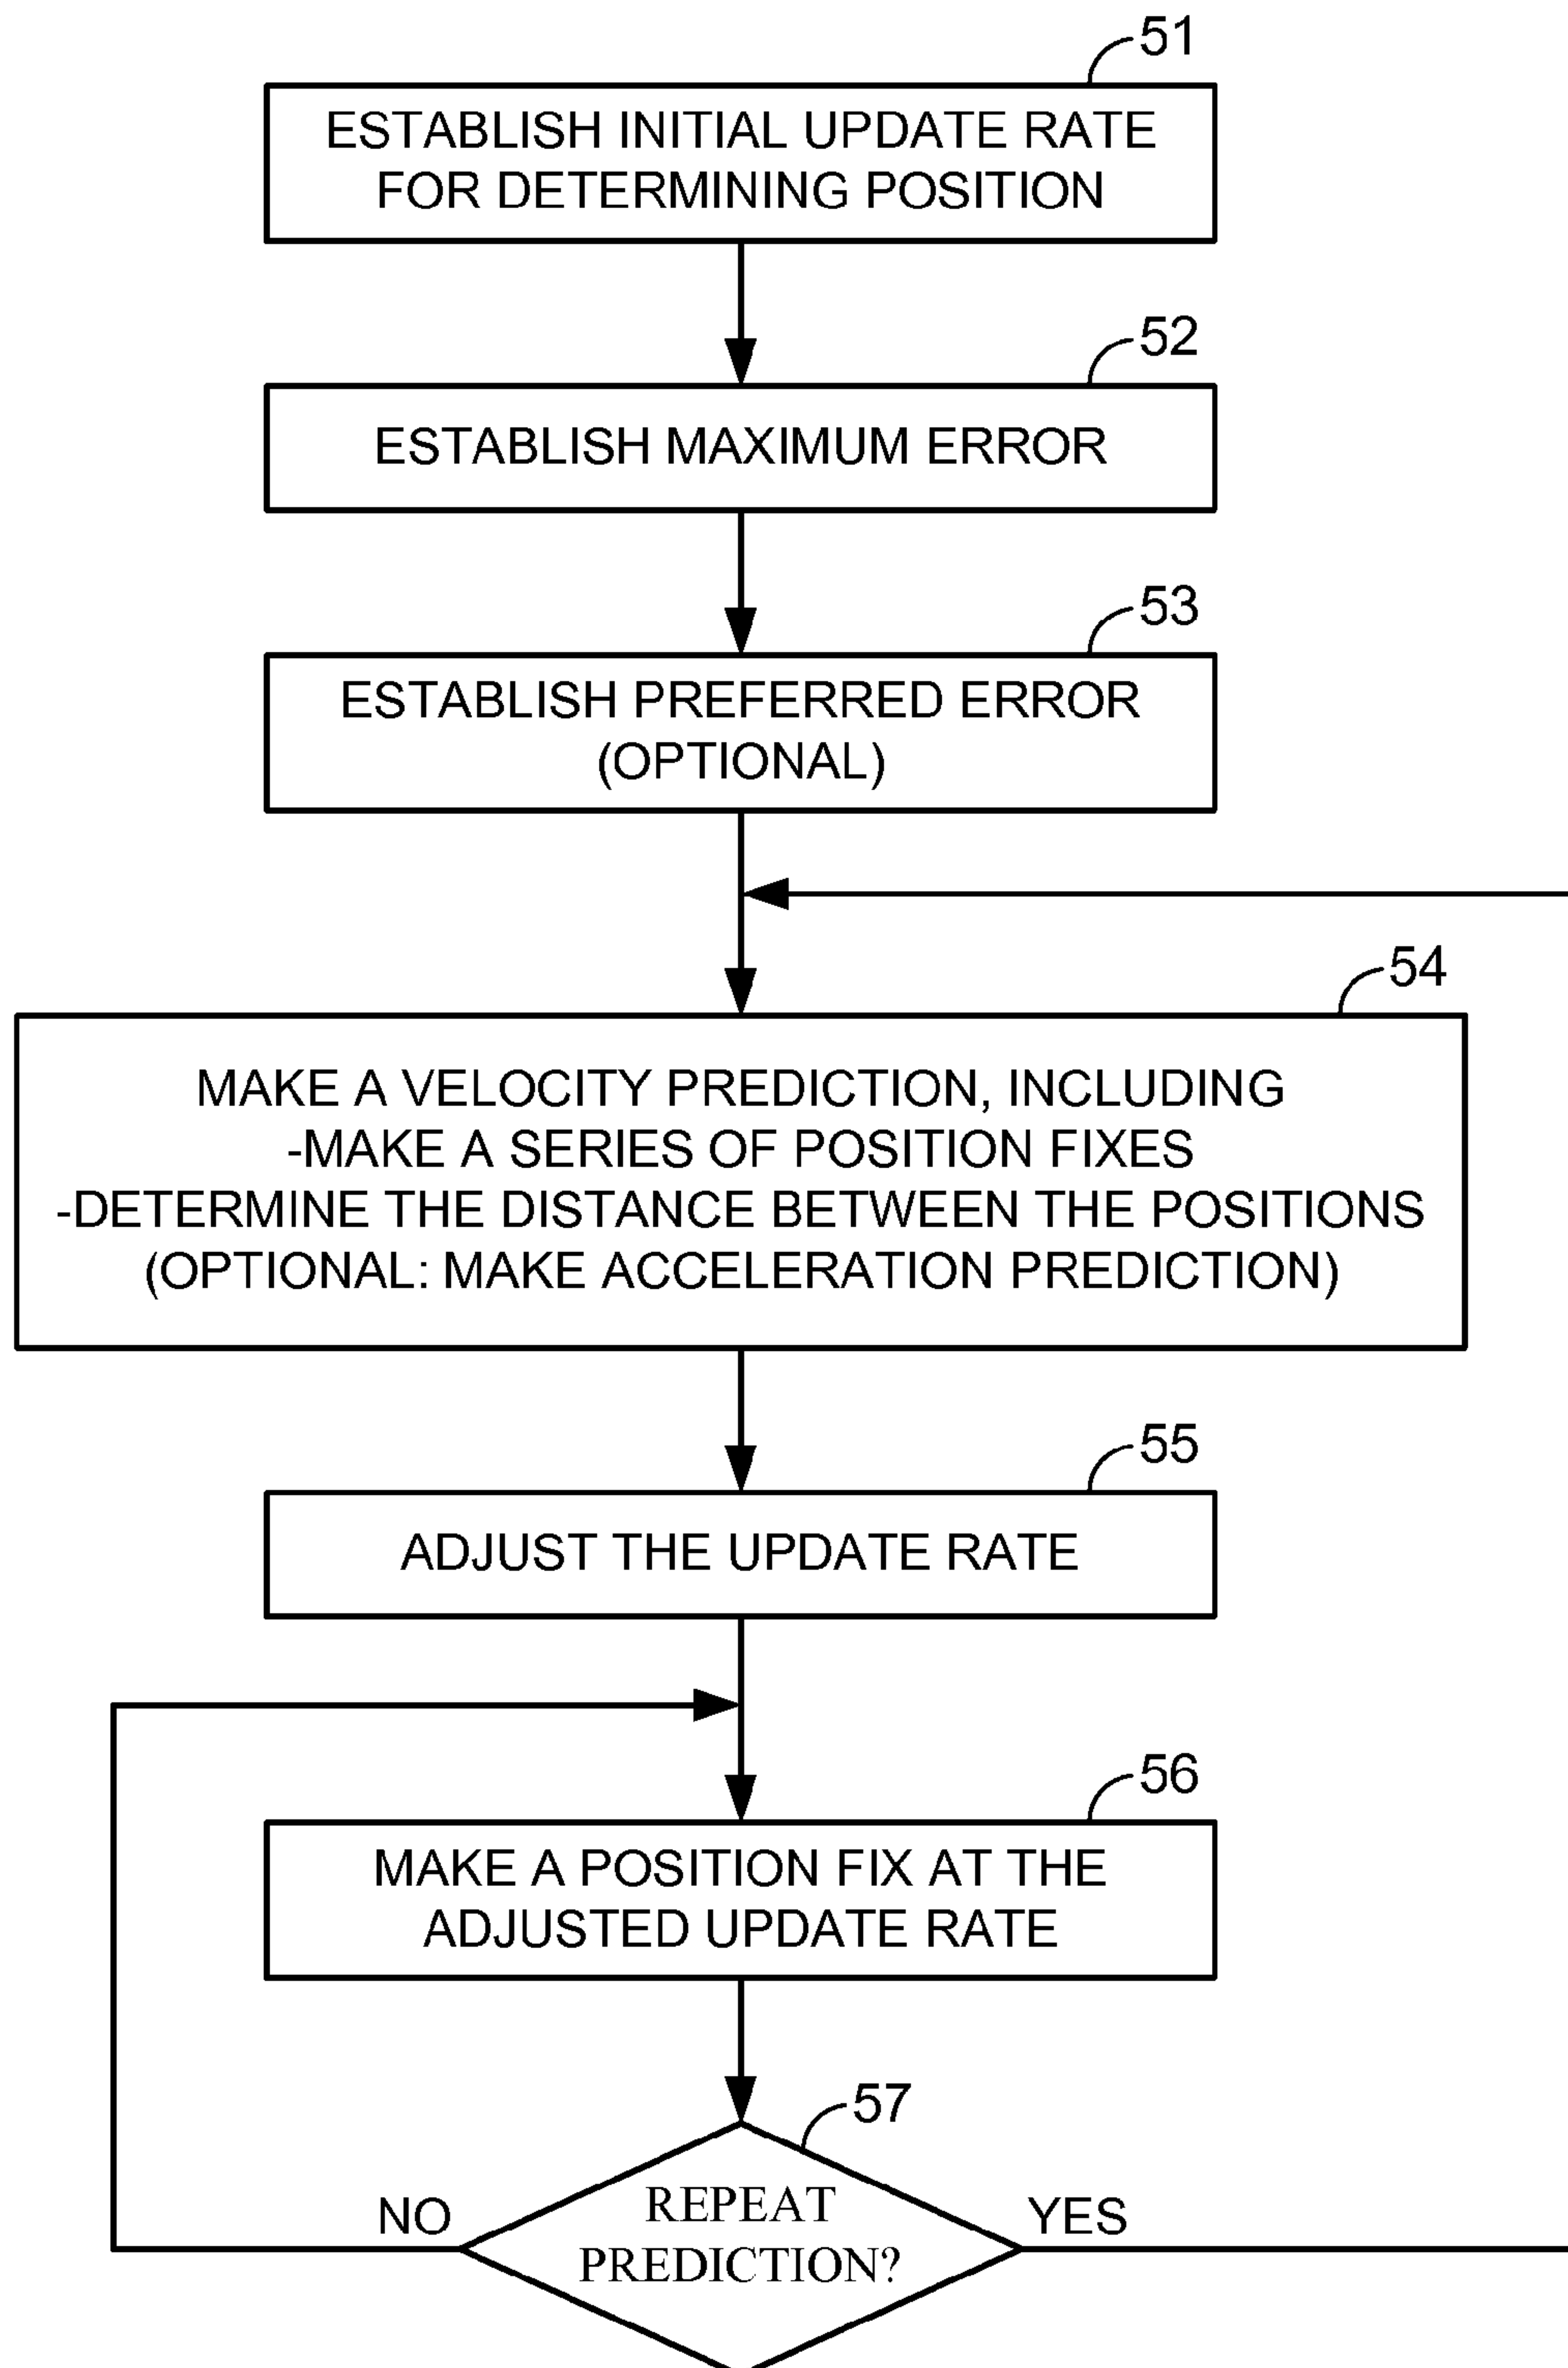 51
ESTABLISH INITIAL UPDATE RATE
FOR DETERMINING POSITION
52
ESTABLISH MAXIMUM ERROR
53
ESTABLISH PREFERRED ERROR
(OPTIONAL)
54
MAKE A VELOCITY PREDICTION, INCLUDING
-MAKE A SERIES OF POSITION FIXES
-DETERMINE THE DISTANCE BETWEEN THE POSITIONS
(OPTIONAL: MAKE ACCELERATION PREDICTION)
55
ADJUST THE UPDATE RATE
56
MAKE A POSITION FIX AT THE
ADJUSTED UPDATE RATE
57
NO
REPEAT
PREDICTION?
YES